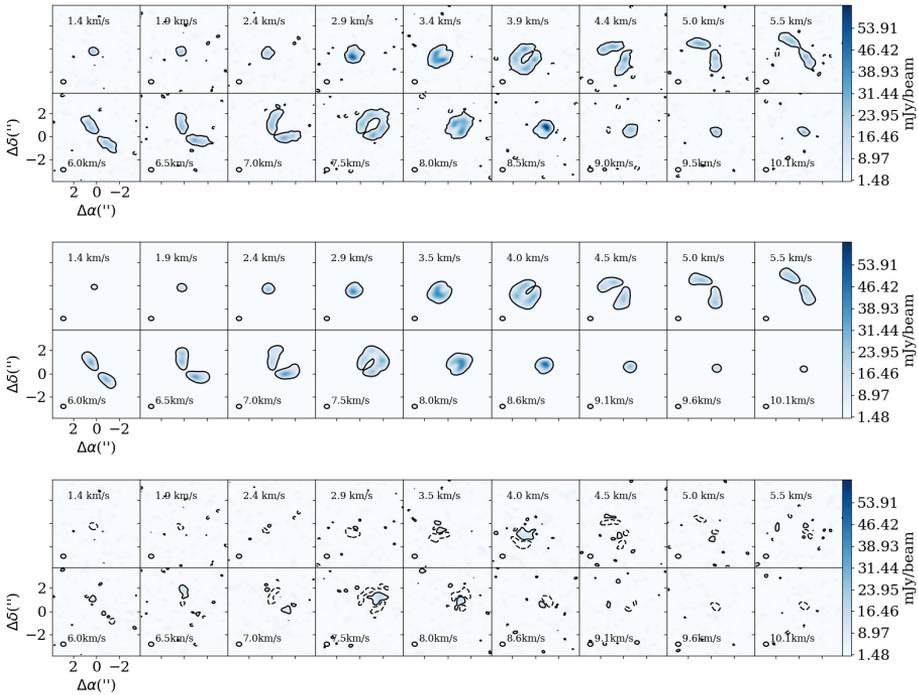 1.4 km/s 1.9 km/s 2.4 km/s 2.9 km/s 3.4 km/s 3.9 km/s 4.4 km/s 5.0 km/s 5.5 km/s
6.0km/s 6.5km/s 7.0km/s 7.5km/s 8.0km/s 8.5km/s 9.0km/s 9.5km/s 10.1km/s
2
0
−2
Δδ('')
2 0 −2
Δα('')
53.91
46.42
38.93
31.44
23.95
16.46
8.97
1.48
mJy/beam
1.4 km/s 1.9 km/s 2.4 km/s 2.9 km/s 3.5 km/s 4.0 km/s 4.5 km/s 5.0 km/s 5.5 km/s
6.0km/s 6.5km/s 7.0km/s 7.5km/s 8.0km/s 8.6km/s 9.1km/s 9.6km/s 10.1km/s
2
0
−2
Δδ('')
2 0 −2
Δα('')
53.91
46.42
38.93
31.44
23.95
16.46
8.97
1.48
mJy/beam
1.4 km/s 1.9 km/s 2.4 km/s 2.9 km/s 3.5 km/s 4.0 km/s 4.5 km/s 5.0 km/s 5.5 km/s
6.0km/s 6.5km/s 7.0km/s 7.5km/s 8.0km/s 8.6km/s 9.1km/s 9.6km/s 10.1km/s
2
0
−2
Δδ('')
2 0 −2
Δα('')
53.91
46.42
38.93
31.44
23.95
16.46
8.97
1.48
mJy/beam